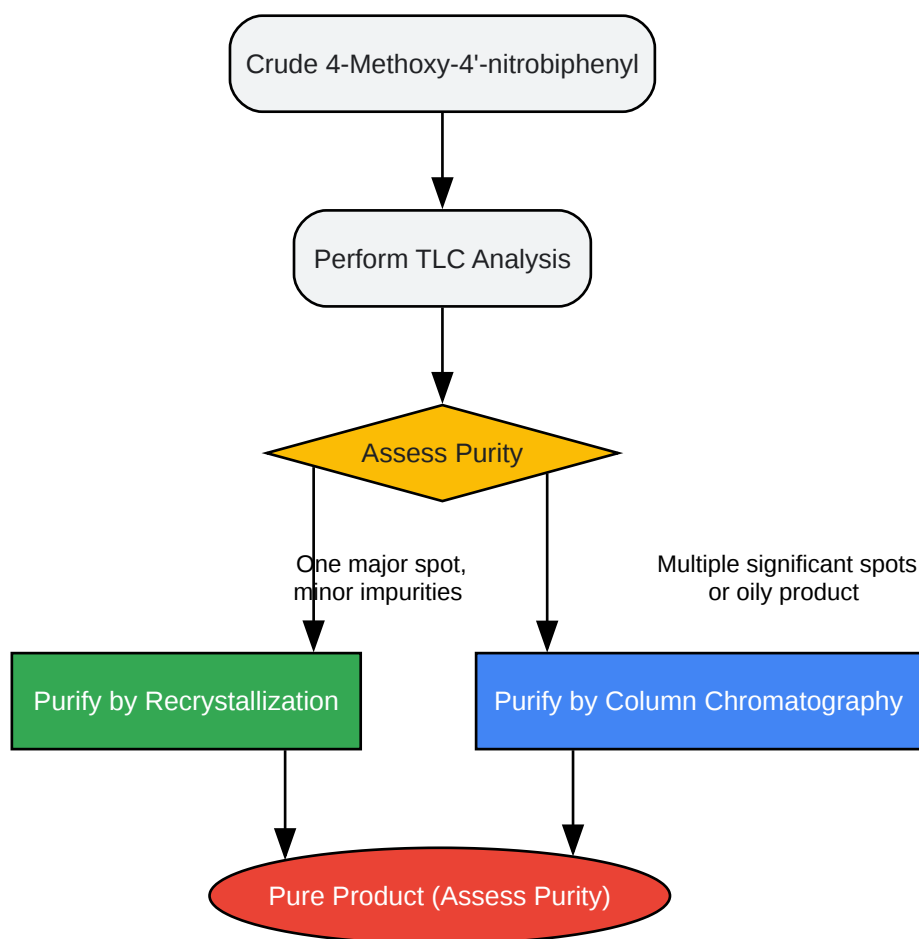 Crude 4-Methoxy-4'-nitrobiphenyl
Perform TLC Analysis
Assess Purity
One major spot,
minor impurities
Multiple significant spots
or oily product
Purify by Recrystallization
Purify by Column Chromatography
Pure Product (Assess Purity)